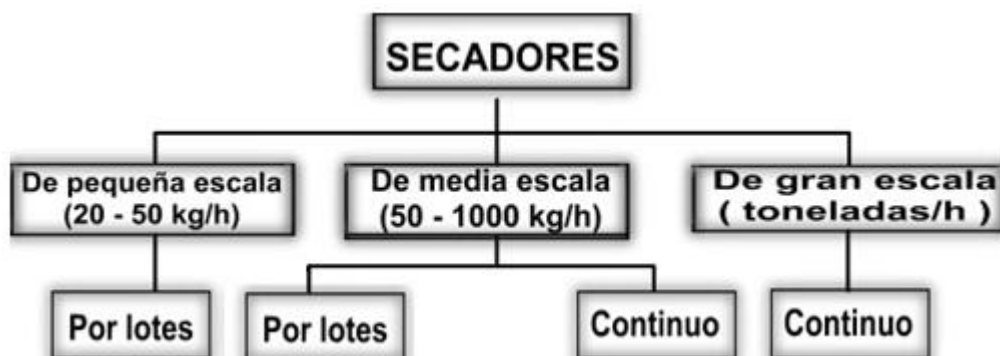 SECADORES
De pequeña escala
(20 - 50 kg/h)
De media escala
(50 - 1000 kg/h)
De gran escala
( toneladas/h )
Por lotes
Por lotes
Continuo
Continuo